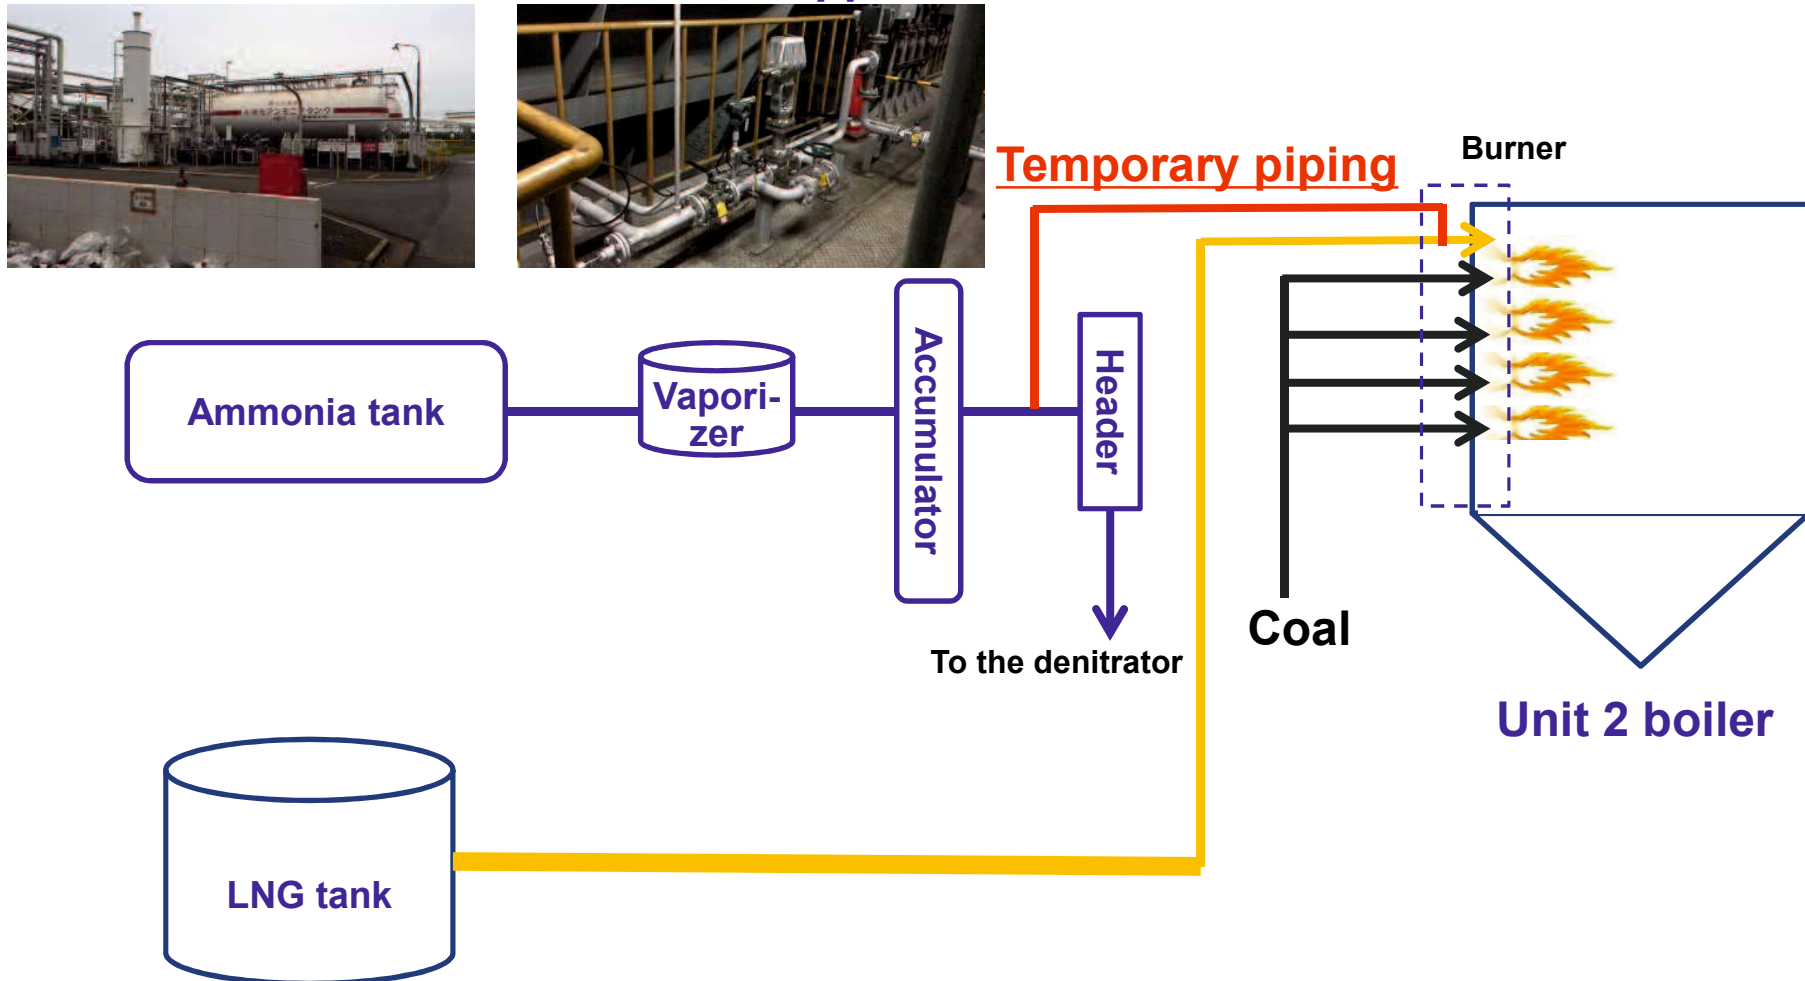 Temporary piping
Burner
Ammonia tank
Vapori-
zer
Accumulator
Header
To the denitrator
Coal
Unit 2 boiler
LNG tank